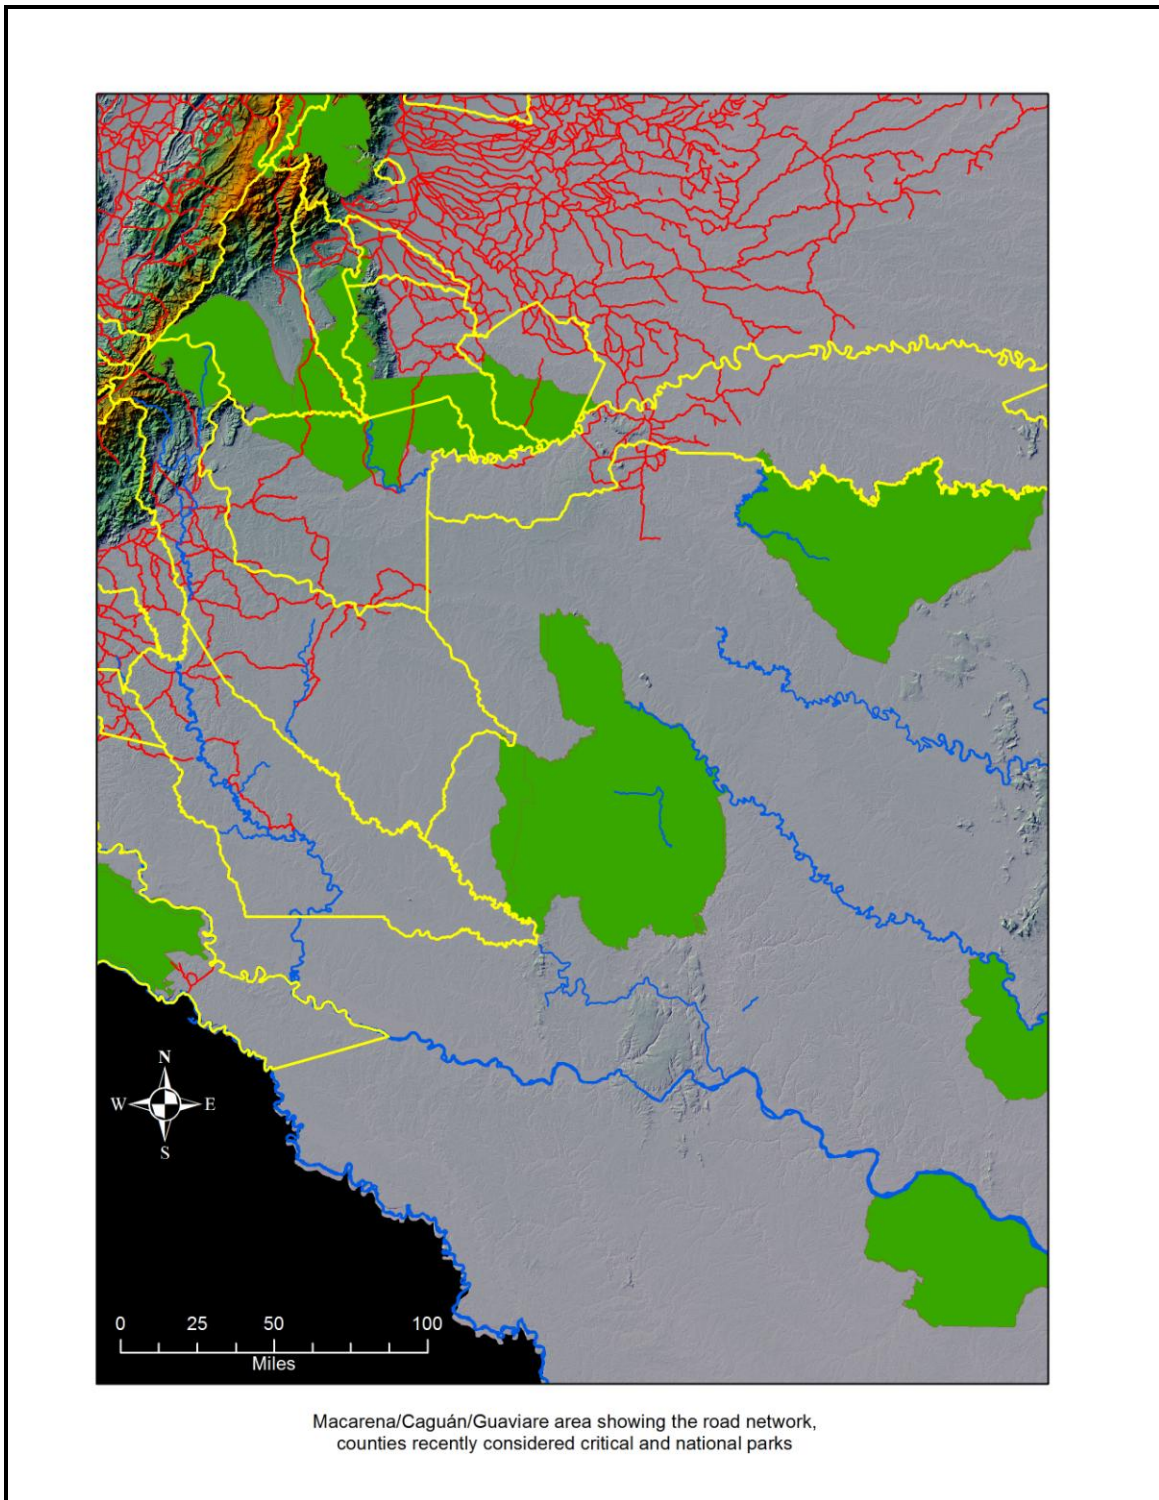 N
W E
S
0 25 50 100
Miles
Macarena/Caguán/Guaviare area showing the road network,
counties recently considered critical and national parks